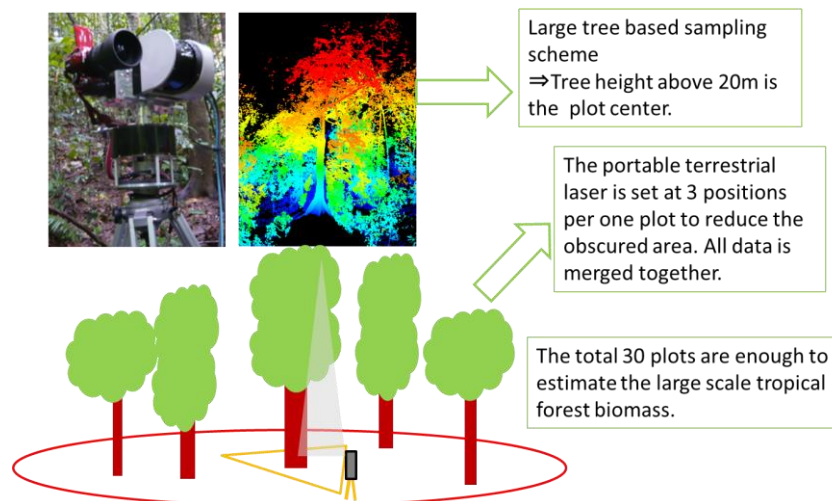 Large tree based sampling
scheme
⇒Tree height above 20m is
the plot center.
The portable terrestrial
laser is set at 3 positions
per one plot to reduce the
obscured area. All data is
merged together.
The total 30 plots are enough to
estimate the large scale tropical
forest biomass.